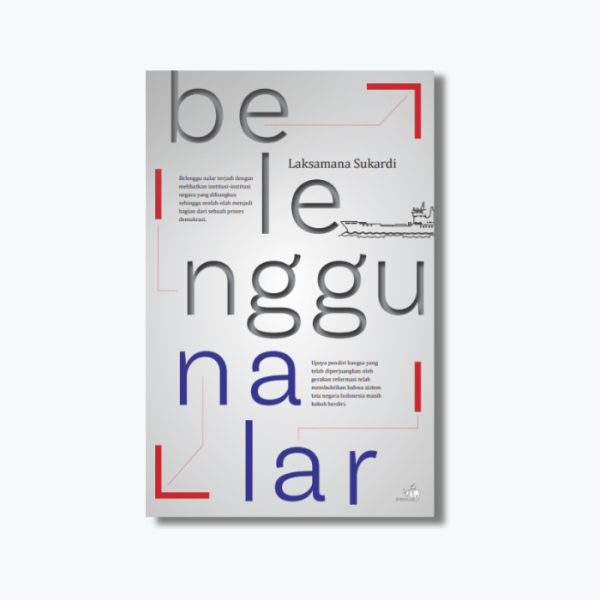 be
Laksamana Sukardi
Belenggu nalar terjadi dengan
melibatkan institusi-institusi
negara yang dibungkus
sehingga seolah-olah menjadi
bagian dari sebuah proses
demokrasi.
le
nggu
na
Upaya pendiri bangsa yang
telah diperjuangkan oleh
gerakan reformasi telah
membuktikan bahwa sistem
tata negara Indonesia masih
kokoh berdiri.
lar